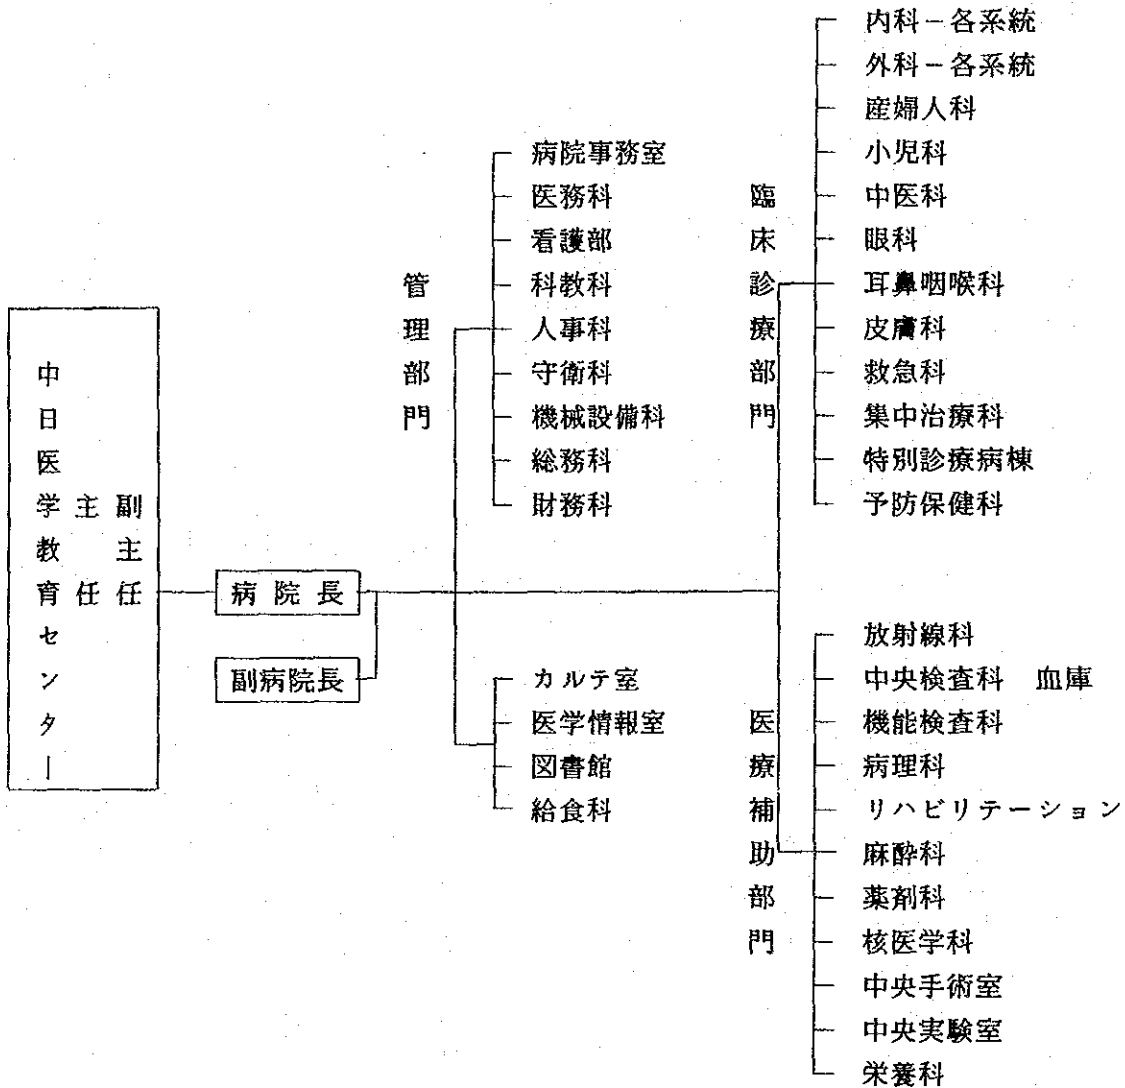 中日医学教育センター
主任
副主任
病院長
副病院長
管理部門
病院事務室
医務科
看護部
科教科
人事科
守衛科
機械設備科
総務科
財務科
カルテ室
医学情報室
図書館
給食科
臨床診療部門
内科－各系統
外科－各系統
産婦人科
小児科
中医科
眼科
耳鼻咽喉科
皮膚科
救急科
集中治療科
特別診療病棟
予防保健科
医療補助部門
放射線科
中央検査科　血庫
機能検査科
病理科
リハビリテーション
麻酔科
薬剤科
核医学科
中央手術室
中央実験室
栄養科